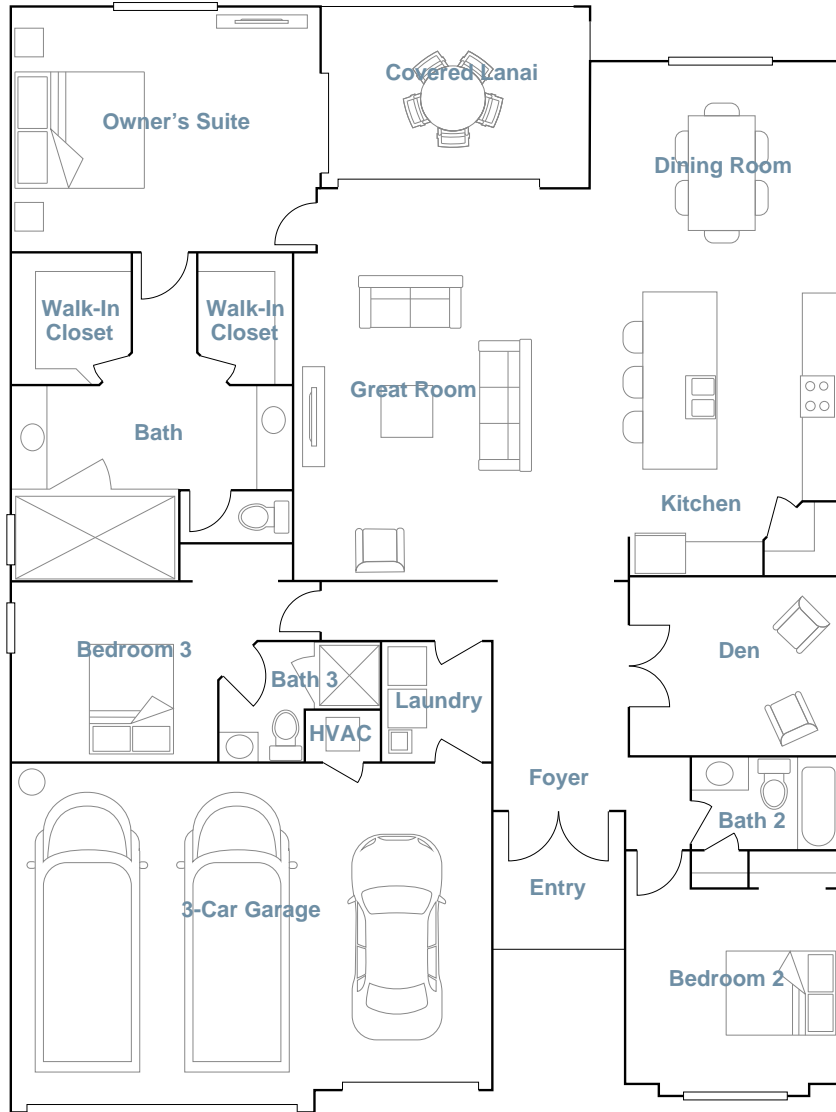 Covered Lanai
Owner's Suite
Dining Room
Walk-In
Closet
Walk-In
Closet
Great Room
Bath
Kitchen
Bedroom 3
Bath 3
Den
Laundry
HVAC
Foyer
Bath 2
Entry
3-Car Garage
Bedroom 2